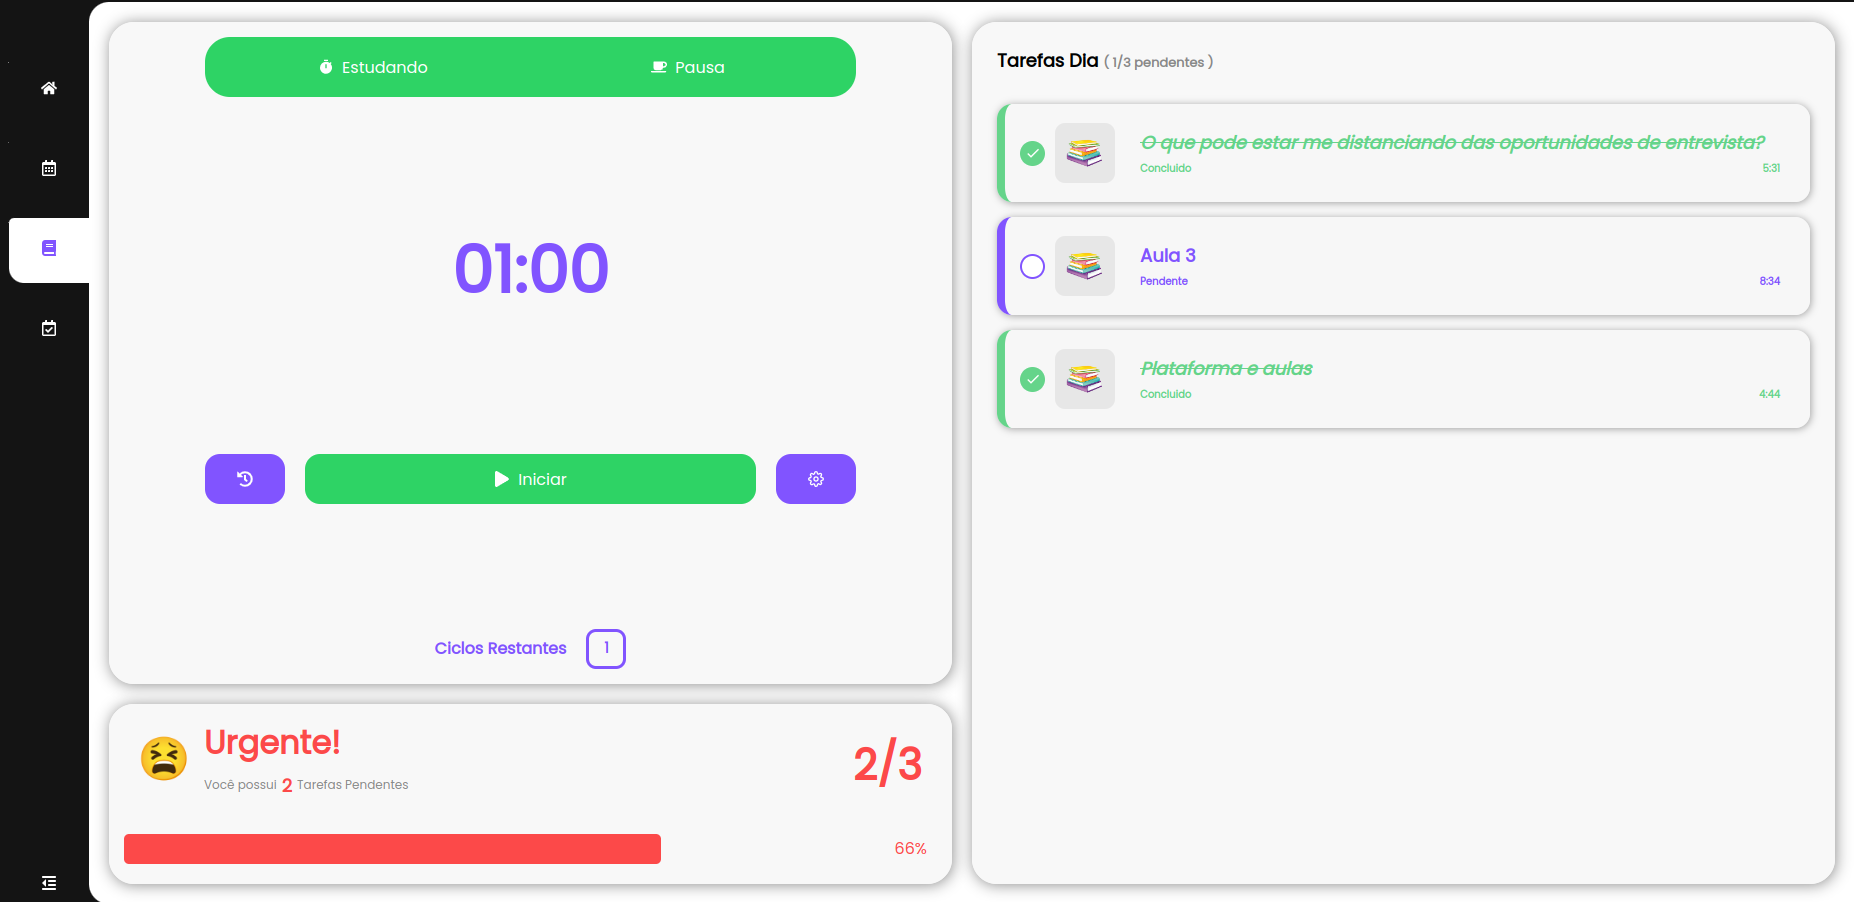 Estudando
Pausa
01:00
Iniciar
Ciclos Restantes 1
Urgente!
Você possui 2 Tarefas Pendentes
2/3
66%
Tarefas Dia ( 1/3 pendentes )
O que pode estar me distanciando das oportunidades de entrevista?
Concluido 5:31
Aula 3
Pendente 8:34
Plataforma e aulas
Concluido 4:44